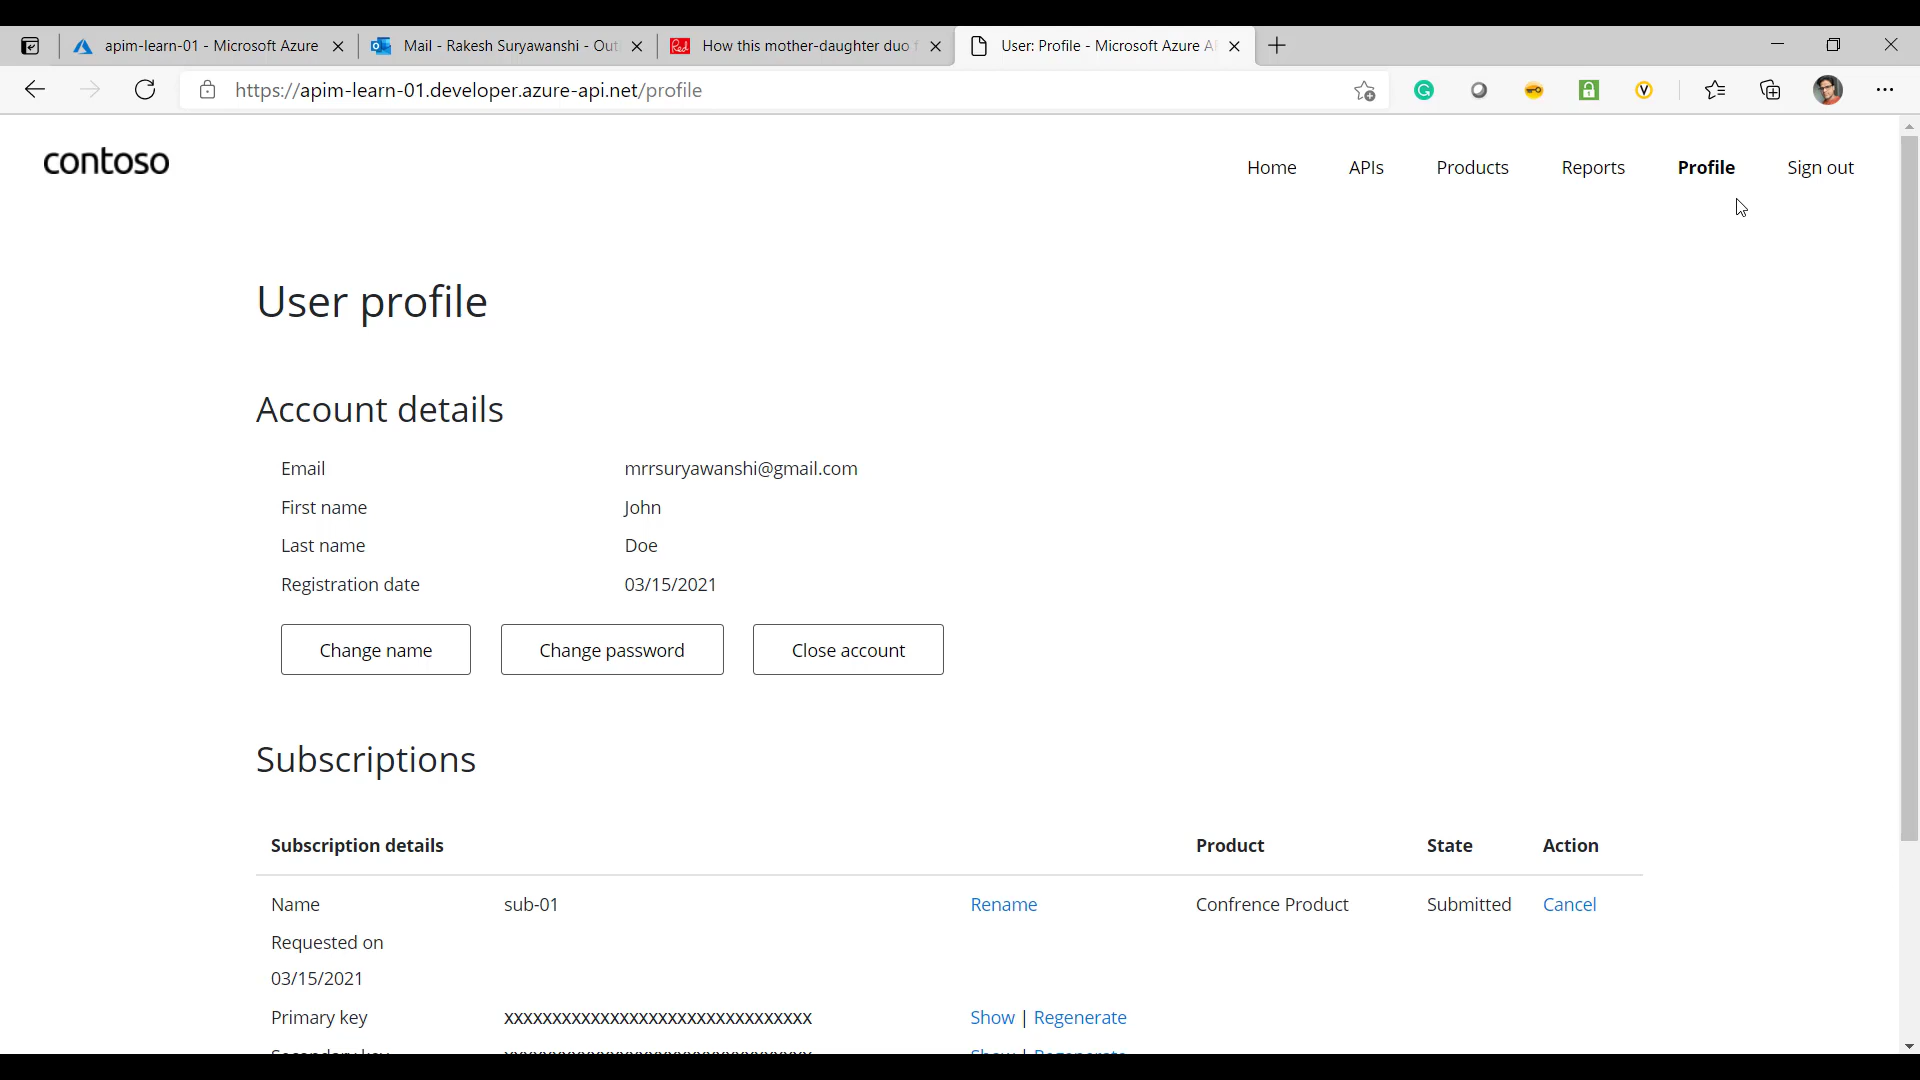 apim-learn-01 - Microsoft Azure
Mail - Rakesh Suryawanshi - Out
How this mother-daughter duo f
User: Profile - Microsoft Azure A
https://apim-learn-01.developer.azure-api.net/profile
contoso
Home APIs Products Reports Profile Sign out
User profile
Account details
Email mrrsuryawanshi@gmail.com
First name John
Last name Doe
Registration date 03/15/2021
Change name Change password Close account
Subscriptions
Subscription details Product State Action
Name sub-01 Rename Confrence Product Submitted Cancel
Requested on
03/15/2021
Primary key xxxxxxxxxxxxxxxxxxxxxxxxxxxxxxxx Show | Regenerate